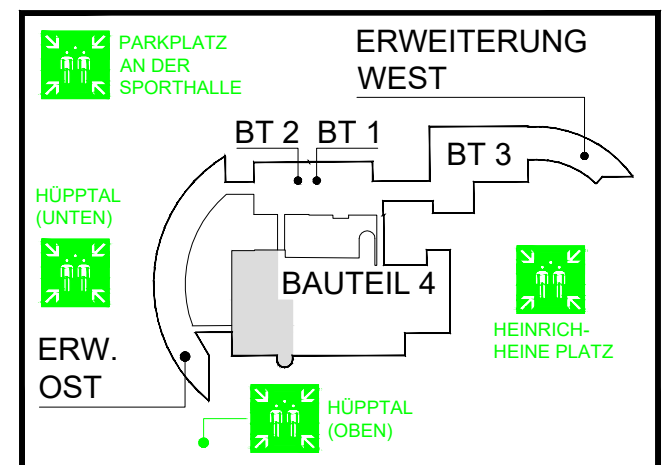 PARKPLATZ
AN DER
SPORTHALLE
ERWEITERUNG
WEST
BT 2 BT 1
BT 3
HÜPPTAL
(UNTEN)
BAUTEIL 4
HEINRICH-
HEINE PLATZ
ERW.
OST
HÜPPTAL
(OBEN)